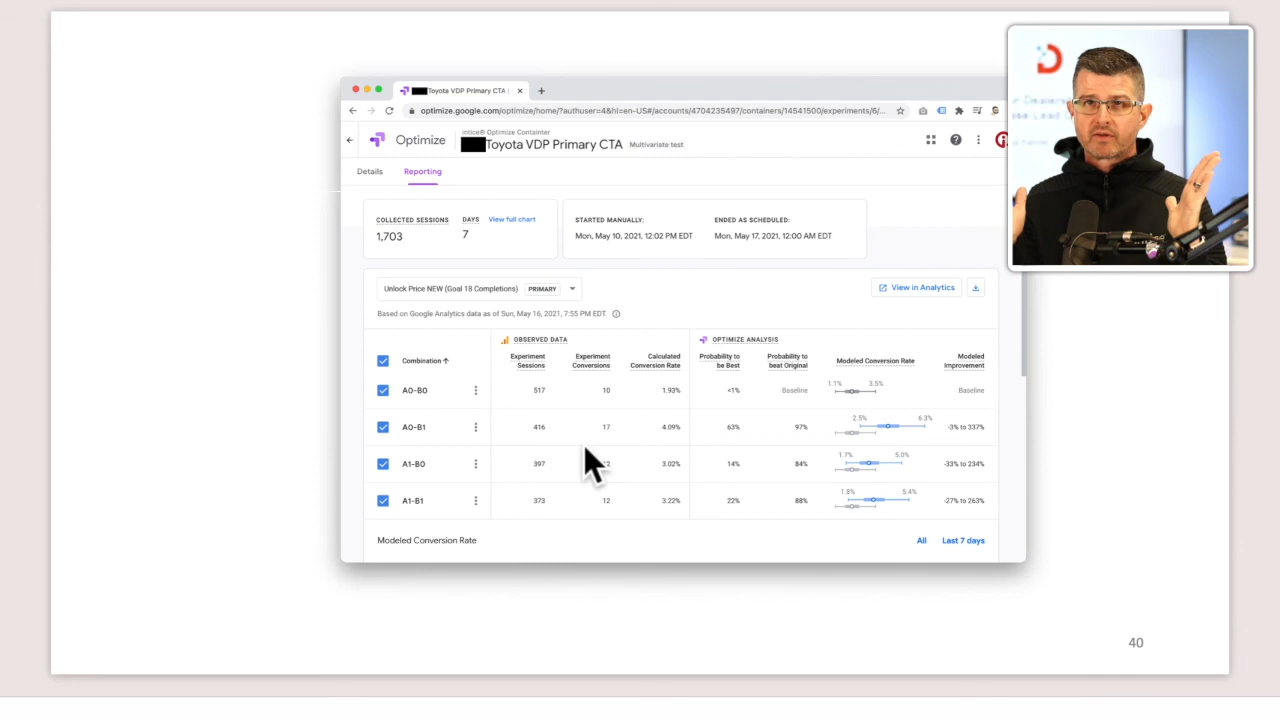 Toyota VDP Primary CTA |
optimize.google.com/optimize/home/?authuser=4&hl=en-US#/accounts/4704235497/containers/14541500/experiments/6/...
Optimize
intice® Optimize Containter
Toyota VDP Primary CTA Multivariate test
Details Reporting
COLLECTED SESSIONS DAYS View full chart
1,703 7
STARTED MANUALLY: ENDED AS SCHEDULED:
Mon, May 10, 2021, 12:02 PM EDT Mon, May 17, 2021, 12:00 AM EDT
Unlock Price NEW (Goal 18 Completions) PRIMARY
View in Analytics
Based on Google Analytics data as of Sun, May 16, 2021, 7:55 PM EDT.
OBSERVED DATA OPTIMIZE ANALYSIS
Combination Experiment Sessions Experiment Conversions Calculated Conversion Rate Probability to be Best Probability to beat Original Modeled Conversion Rate Modeled Improvement
A0-B0 517 10 1.93% <1% Baseline 1.1% 3.5% Baseline
A0-B1 416 17 4.09% 63% 97% 2.5% 6.3% -3% to 337%
A1-B0 397 12 3.02% 14% 84% 1.7% 5.0% -33% to 234%
A1-B1 373 12 3.22% 22% 88% 1.8% 5.4% -27% to 263%
Modeled Conversion Rate All Last 7 days
40